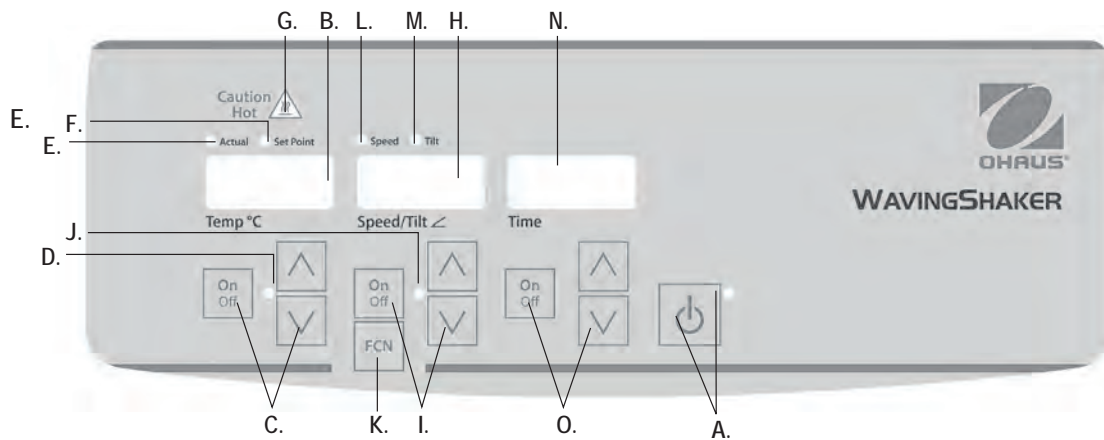 G. B. L. M. H. N.
Caution
Hot
E. F.
E. Actual Set Point Speed Tilt
OHAUS®
WAVINGSHAKER
Temp °C Speed/Tilt ∠ Time
J.
D.
On
Off
On
Off
On
Off
FCN
C. K. I. O. A.